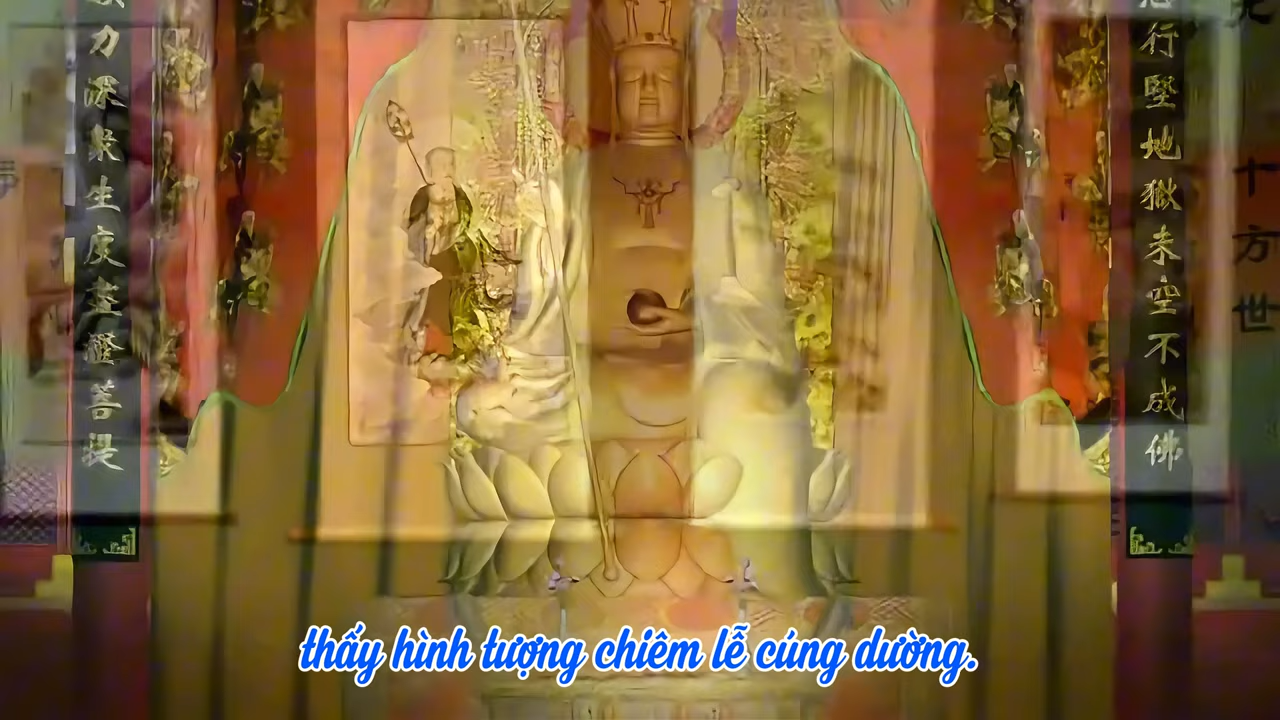 力深眾生度盡證菩提
行堅地獄未空不成佛
十方世
thấy hình tượng chiêm lễ cúng dường.